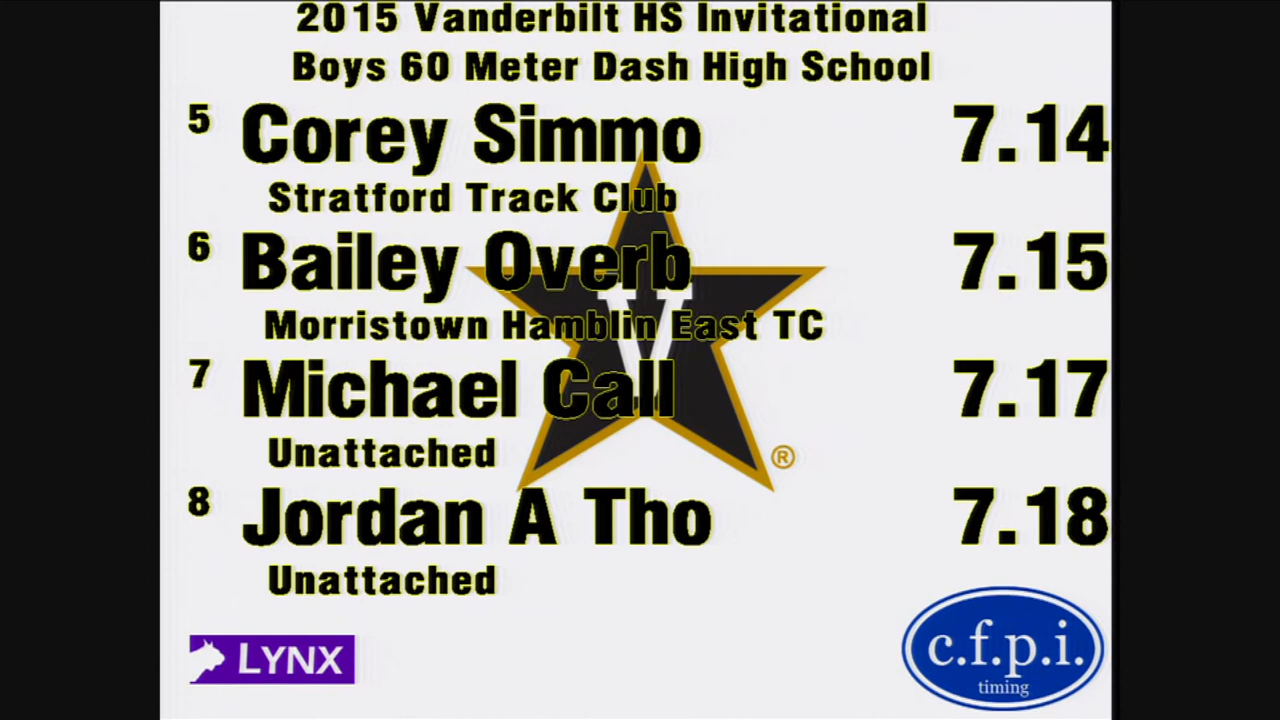 2015 Vanderbilt HS Invitational
Boys 60 Meter Dash High School
5 Corey Simmo 7.14
Stratford Track Club
6 Bailey Overb 7.15
Morristown Hamblin East TC
7 Michael Call 7.17
Unattached
8 Jordan A Tho 7.18
Unattached
V
®
LYNX
c.f.p.i.
timing